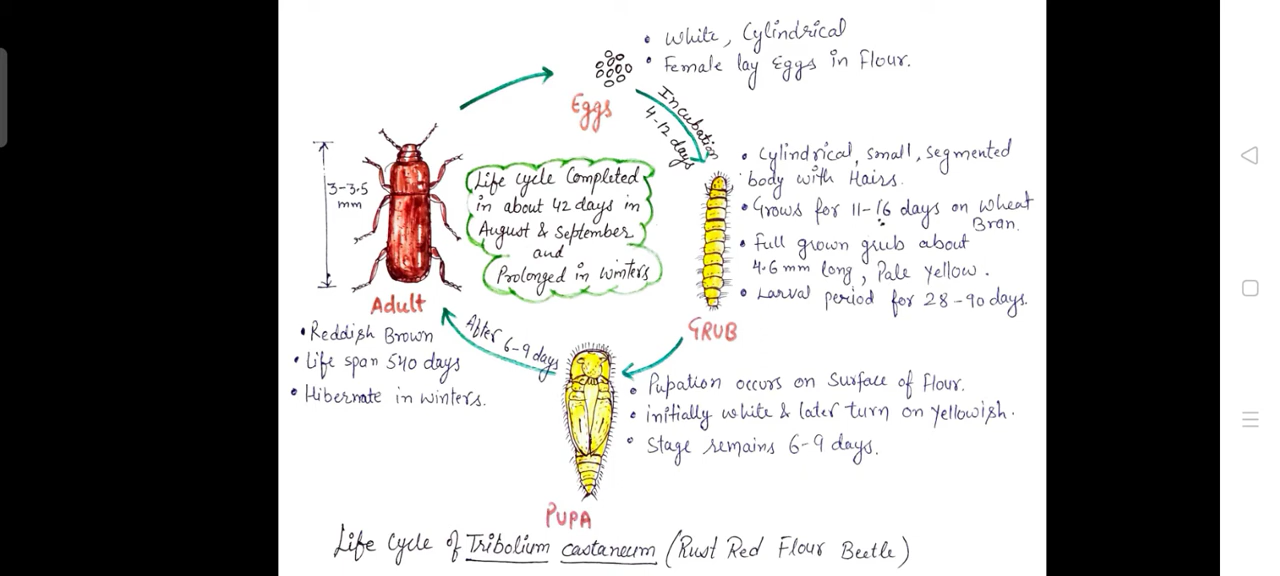 • White, Cylindrical
• Female lay Eggs in Flour.
Eggs
Incubation
4-12 days
• Cylindrical, small, segmented
body with Hairs.
• Grows for 11-16 days on wheat
Bran.
• Full grown grub about
4.6 mm long, Pale yellow.
• Larval period for 28-90 days.
GRUB
3-3.5
mm
Life cycle Completed
in about 42 days in
August & September
and
Prolonged in winters
Adult
• Reddish Brown
• Life span 540 days
• Hibernate in winters.
After 6-9 days
• Pupation occurs on Surface of Flour.
• initially white & later turn on yellowish.
• Stage remains 6-9 days.
PUPA
Life Cycle of Tribolium castaneum (Rust Red Flour Beetle)